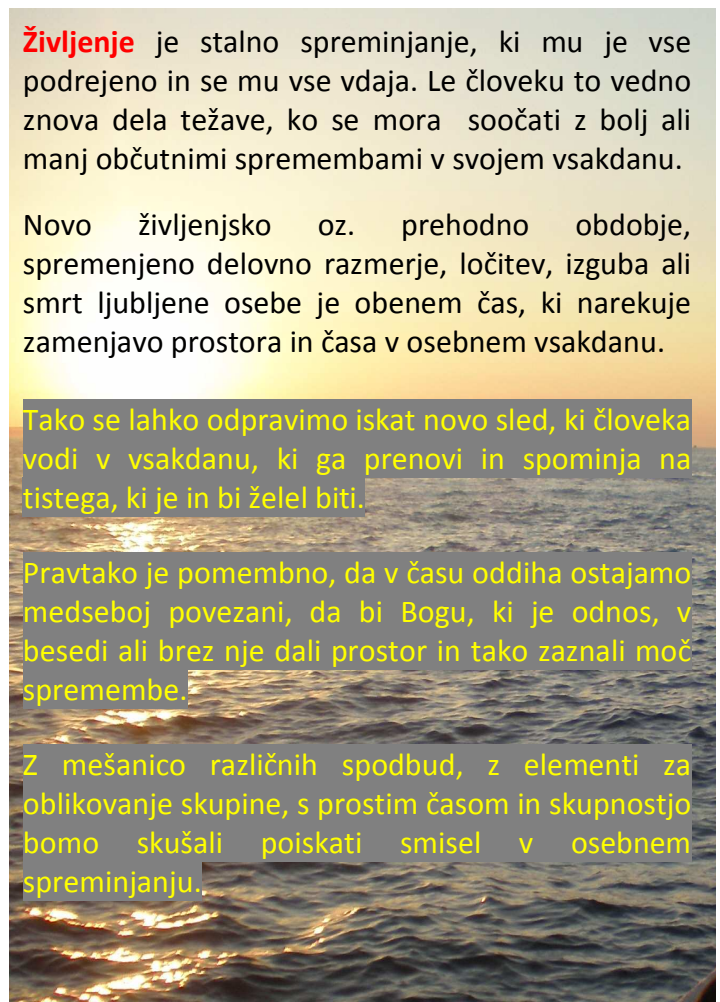 Življenje je stalno spreminjanje, ki mu je vse
podrejeno in se mu vse vdaja. Le človeku to vedno
znova dela težave, ko se mora soočati z bolj ali
manj občutnimi spremembami v svojem vsakdanu.
Novo življenjsko oz. prehodno obdobje,
spremenjeno delovno razmerje, ločitev, izguba ali
smrt ljubljene osebe je obenem čas, ki narekuje
zamenjavo prostora in časa v osebnem vsakdanu.
Tako se lahko odpravimo iskat novo sled, ki človeka
vodi v vsakdanu, ki ga prenovi in spominja na
tistega, ki je in bi želel biti.
Pravtako je pomembno, da v času oddiha ostajamo
medseboj povezani, da bi Bogu, ki je odnos, v
besedi ali brez nje dali prostor in tako zaznali moč
spremembe.
Z mešanico različnih spodbud, z elementi za
oblikovanje skupine, s prostim časom in skupnostjo
bomo skušali poiskati smisel v osebnem
spreminjanju.